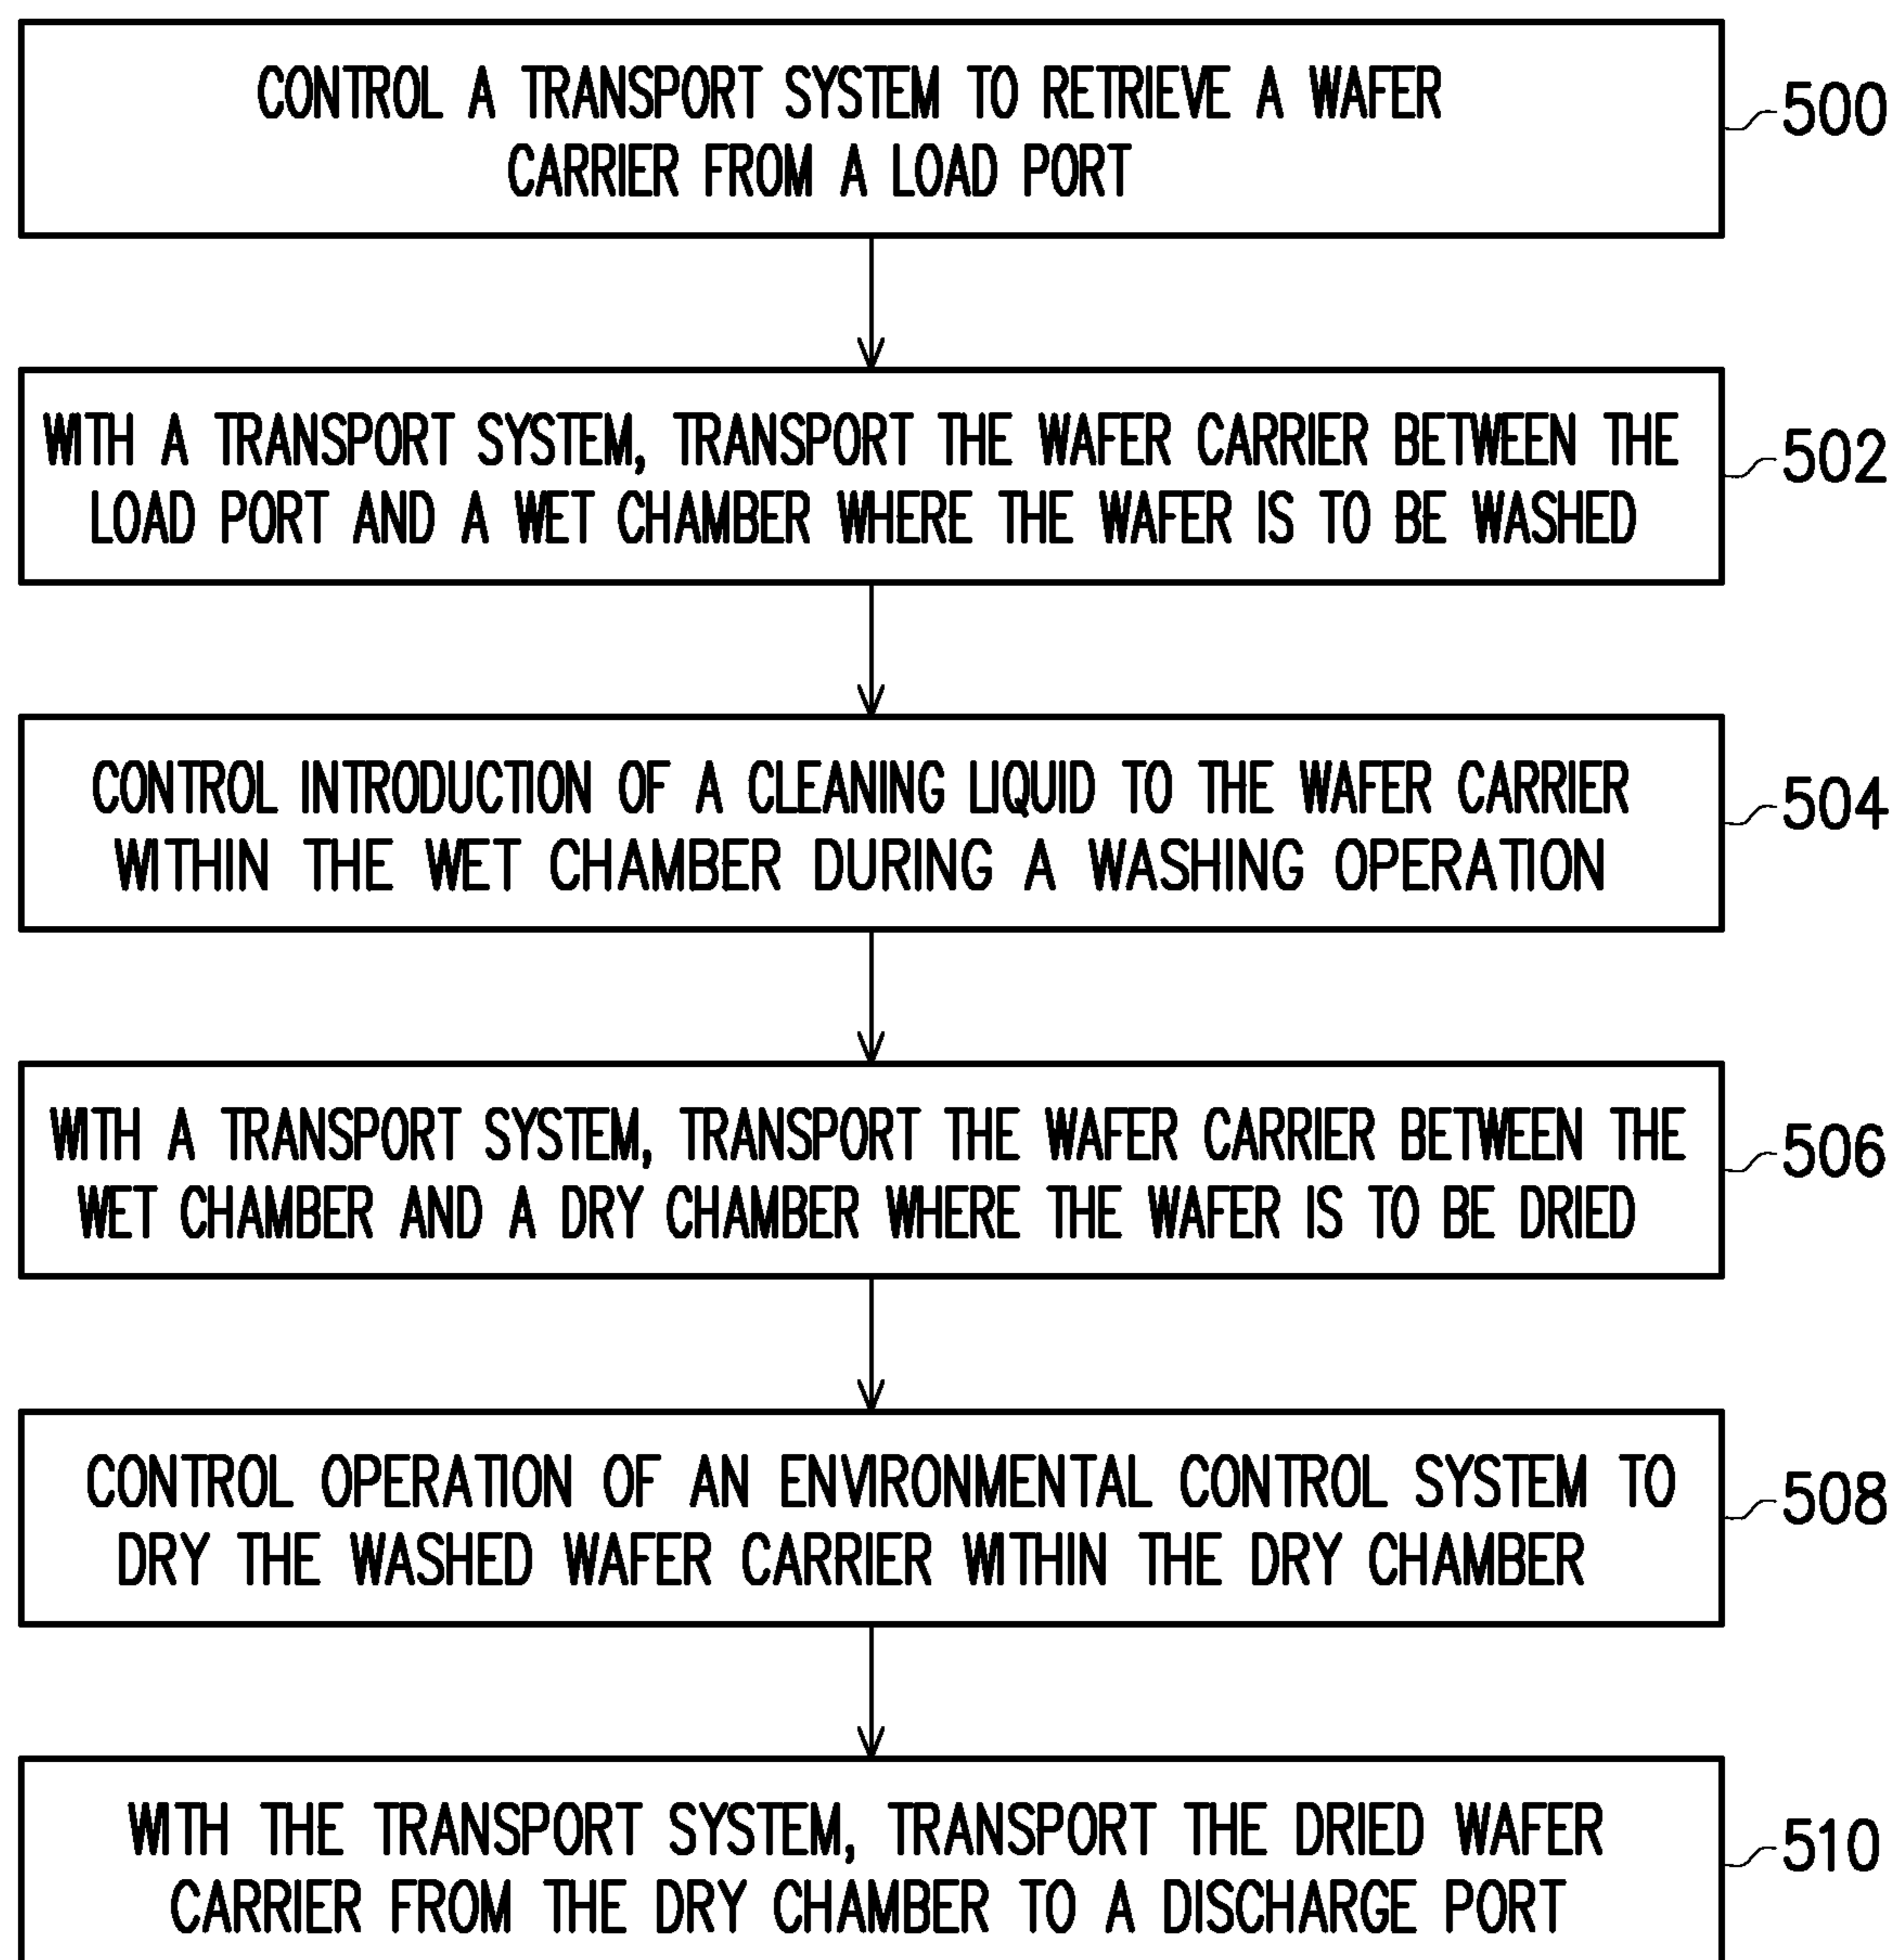 CONTROL A TRANSPORT SYSTEM TO RETRIEVE A WAFER
CARRIER FROM A LOAD PORT
500
WITH A TRANSPORT SYSTEM, TRANSPORT THE WAFER CARRIER BETWEEN THE
LOAD PORT AND A WET CHAMBER WHERE THE WAFER IS TO BE WASHED
502
CONTROL INTRODUCTION OF A CLEANING LIQUID TO THE WAFER CARRIER
WITHIN THE WET CHAMBER DURING A WASHING OPERATION
504
WITH A TRANSPORT SYSTEM, TRANSPORT THE WAFER CARRIER BETWEEN THE
WET CHAMBER AND A DRY CHAMBER WHERE THE WAFER IS TO BE DRIED
506
CONTROL OPERATION OF AN ENVIRONMENTAL CONTROL SYSTEM TO
DRY THE WASHED WAFER CARRIER WITHIN THE DRY CHAMBER
508
WITH THE TRANSPORT SYSTEM, TRANSPORT THE DRIED WAFER
CARRIER FROM THE DRY CHAMBER TO A DISCHARGE PORT
510